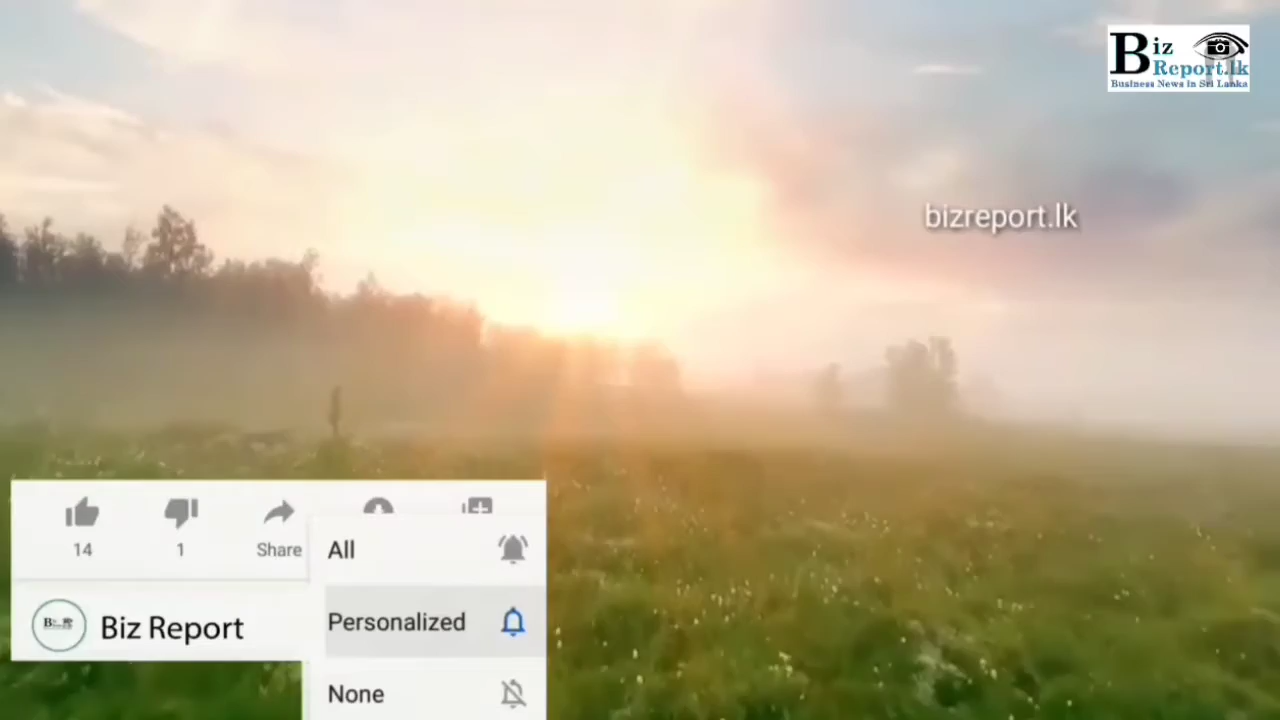 Biz
Report.lk
Business News in Sri Lanka
bizreport.lk
14
1
Share
All
Biz Report
Personalized
None